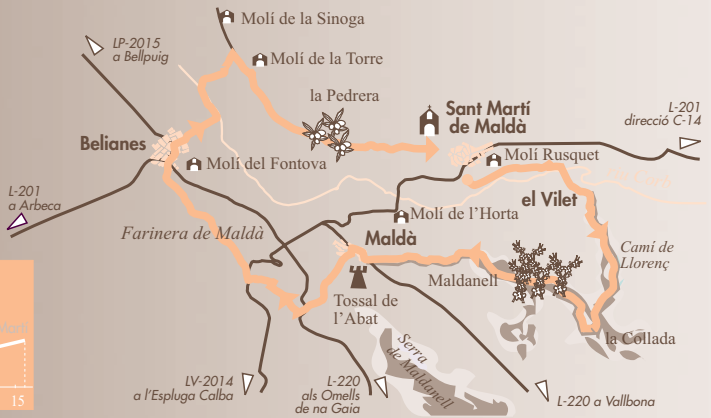 Molí de la Sinoga
LP-2015
a Bellpuig
Molí de la Torre
la Pedrera
Sant Martí
de Maldà
L-201
direcció C-14
Belianes
Molí Rusquet
Molí del Fontova
L-201
a Arbeca
el Vilet
Molí de l'Horta
Farinera de Maldà
Maldà
Camí de
Llorenç
Maldanell
Tossal de
l'Abat
la Collada
Serra
de Maldanell
Martí
15
LV-2014
a l'Espluga Calba
L-220
als Omells
de na Gaia
L-220 a Vallbona